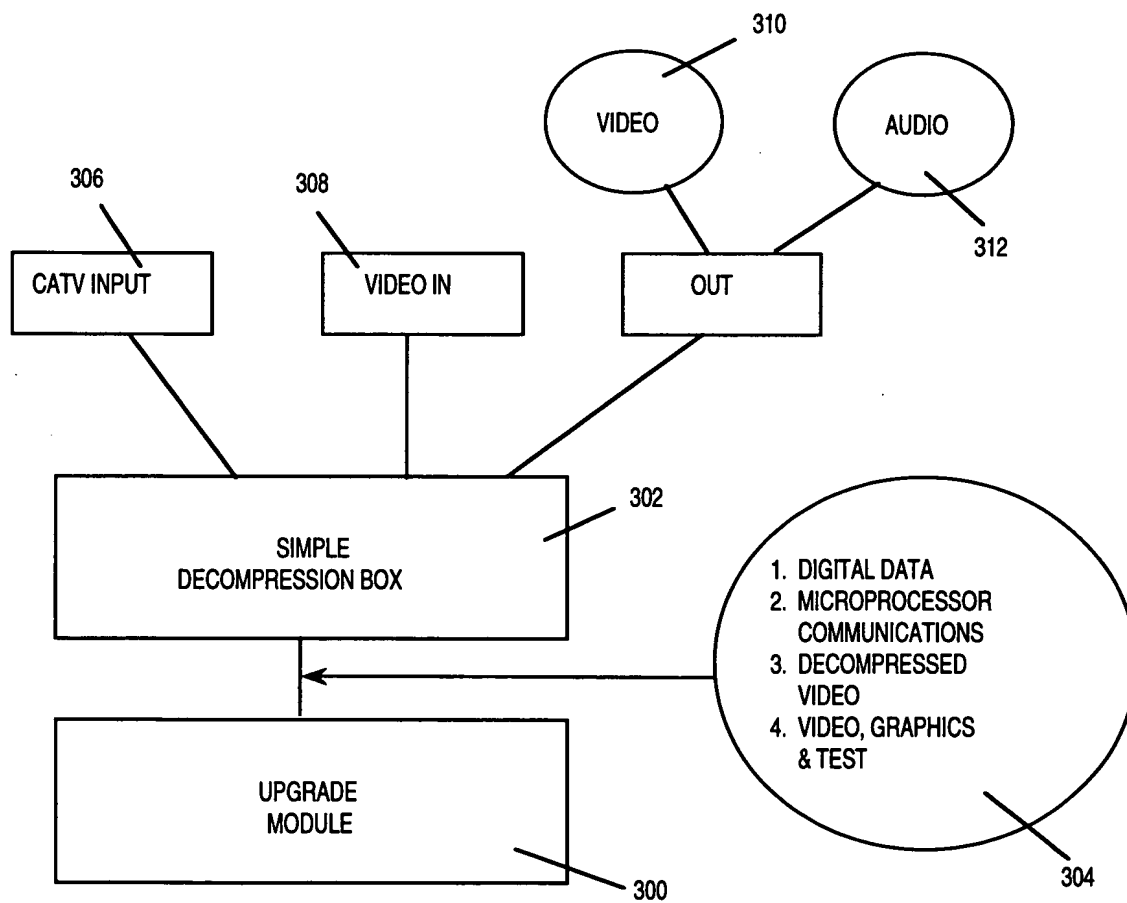 310
VIDEO
AUDIO
306
308
312
CATV INPUT
VIDEO IN
OUT
302
SIMPLE
DECOMPRESSION BOX
1. DIGITAL DATA
2. MICROPROCESSOR
COMMUNICATIONS
3. DECOMPRESSED
VIDEO
4. VIDEO, GRAPHICS
& TEST
UPGRADE
MODULE
300
304